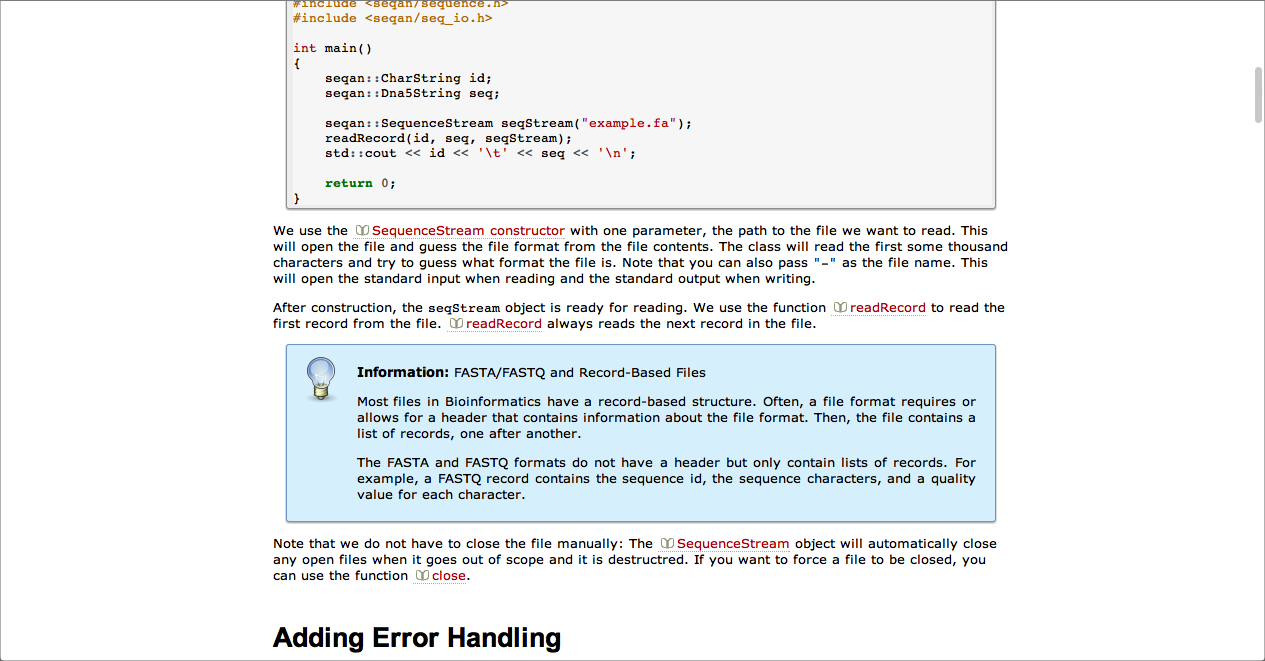 #include <seqan/sequence.h>
#include <seqan/seq_io.h>
int main()
{
seqan::CharString id;
seqan::Dna5String seq;
seqan::SequenceStream seqStream("example.fa");
readRecord(id, seq, seqStream);
std::cout << id << '\t' << seq << '\n';
return 0;
}
We use the SequenceStream constructor with one parameter, the path to the file we want to read. This
will open the file and guess the file format from the file contents. The class will read the first some thousand
characters and try to guess what format the file is. Note that you can also pass "-" as the file name. This
will open the standard input when reading and the standard output when writing.
After construction, the seqStream object is ready for reading. We use the function readRecord to read the
first record from the file. readRecord always reads the next record in the file.
Information: FASTA/FASTQ and Record-Based Files
Most files in Bioinformatics have a record-based structure. Often, a file format requires or
allows for a header that contains information about the file format. Then, the file contains a
list of records, one after another.
The FASTA and FASTQ formats do not have a header but only contain lists of records. For
example, a FASTQ record contains the sequence id, the sequence characters, and a quality
value for each character.
Note that we do not have to close the file manually: The SequenceStream object will automatically close
any open files when it goes out of scope and it is destructred. If you want to force a file to be closed, you
can use the function close.
Adding Error Handling